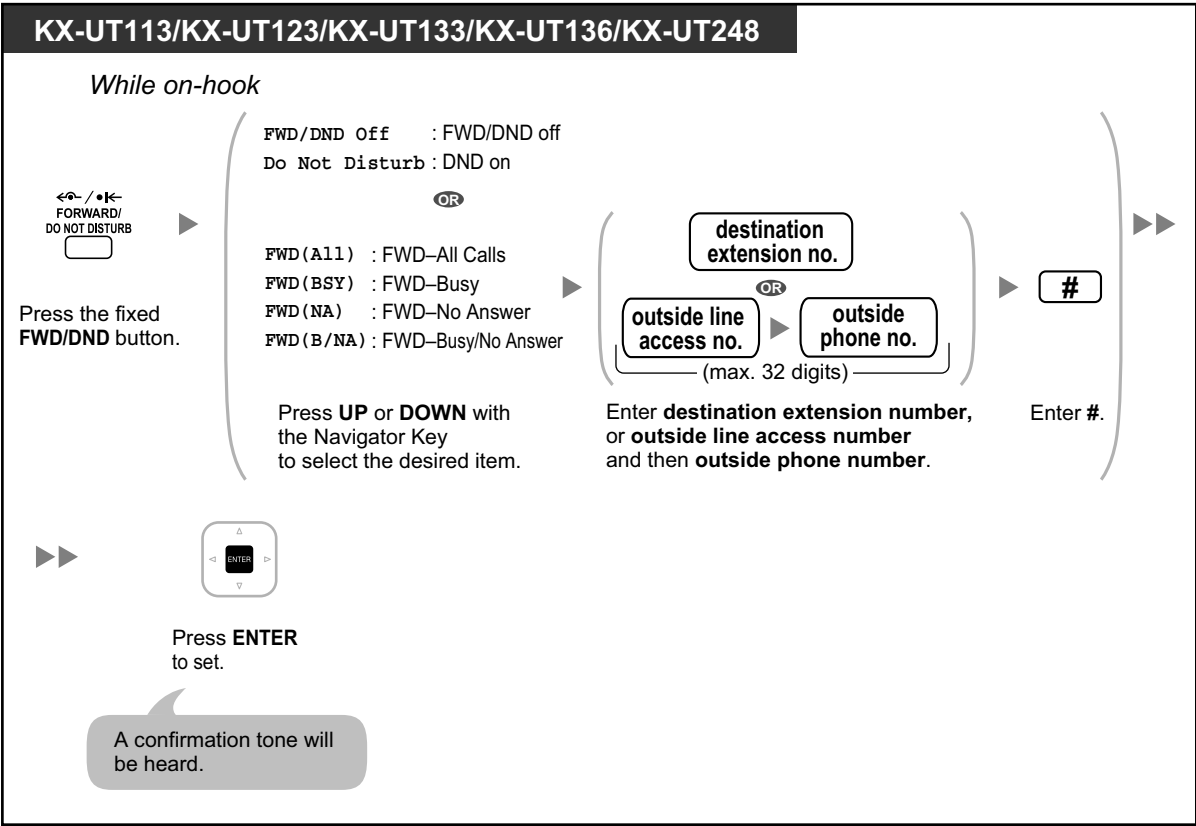 KX-UT113/KX-UT123/KX-UT133/KX-UT136/KX-UT248
While on-hook
FORWARD/
DO NOT DISTURB
Press the fixed
FWD/DND button.
FWD/DND Off : FWD/DND off
Do Not Disturb : DND on
OR
FWD(All) : FWD–All Calls
FWD(BSY) : FWD–Busy
FWD(NA) : FWD–No Answer
FWD(B/NA) : FWD–Busy/No Answer
Press UP or DOWN with
the Navigator Key
to select the desired item.
destination
extension no.
OR
outside line
access no.
outside
phone no.
(max. 32 digits)
Enter destination extension number,
or outside line access number
and then outside phone number.
#
Enter #.
ENTER
Press ENTER
to set.
A confirmation tone will
be heard.